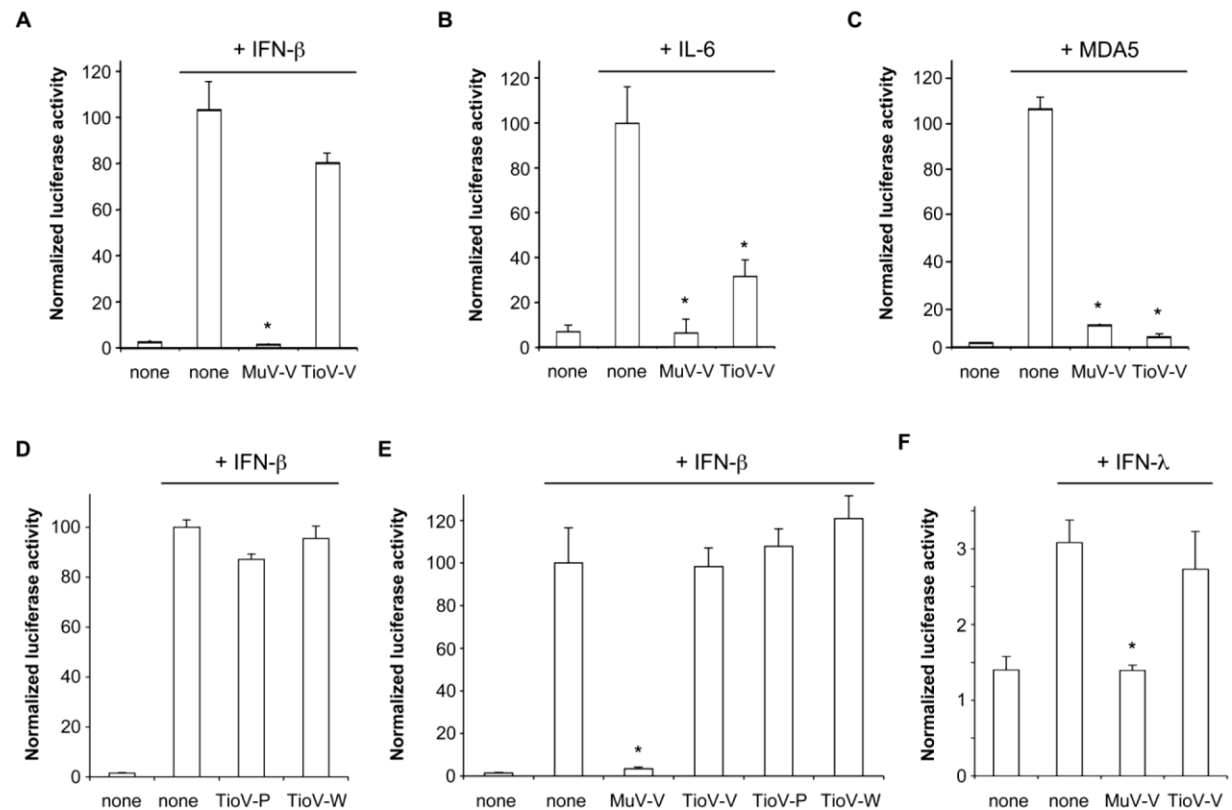 A
+ IFN-β
Normalized luciferase activity
120
100
80
60
40
20
0
*
none none MuV-V TioV-V
B
+ IL-6
Normalized luciferase activity
120
100
80
60
40
20
0
*
*
none none MuV-V TioV-V
C
+ MDA5
Normalized luciferase activity
120
100
80
60
40
20
0
*
*
none none MuV-V TioV-V
D
+ IFN-β
Normalized luciferase activity
100
80
60
40
20
0
none none TioV-P TioV-W
E
+ IFN-β
Normalized luciferase activity
120
100
80
60
40
20
0
*
none none MuV-V TioV-V TioV-P TioV-W
F
+ IFN-λ
Normalized luciferase activity
3
2
1
0
*
none none MuV-V TioV-V